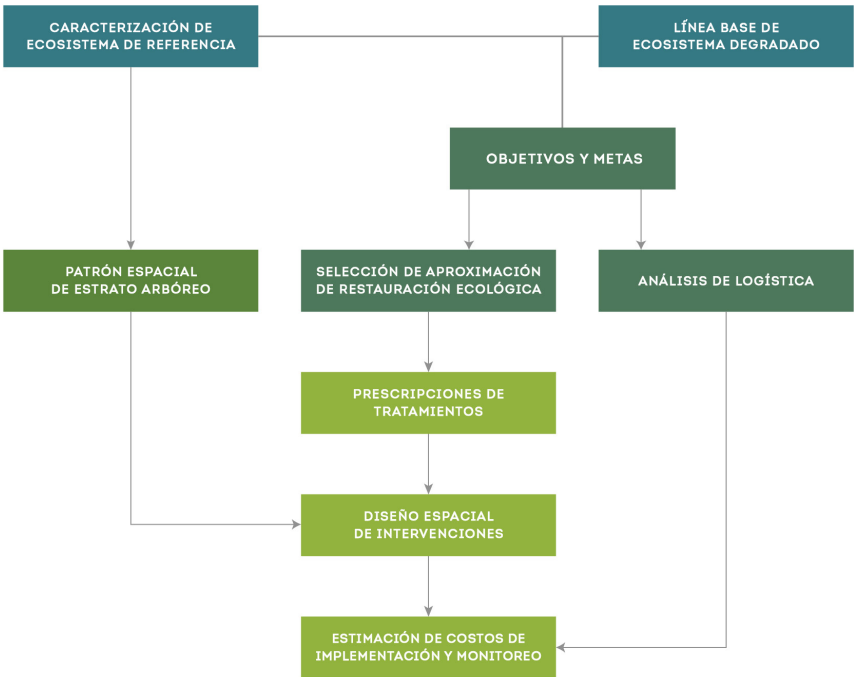 CARACTERIZACIÓN DE
ECOSISTEMA DE REFERENCIA
LÍNEA BASE DE
ECOSISTEMA DEGRADADO
OBJETIVOS Y METAS
PATRÓN ESPACIAL
DE ESTRATO ARBÓREO
SELECCIÓN DE APROXIMACIÓN
DE RESTAURACIÓN ECOLÓGICA
ANÁLISIS DE LOGÍSTICA
PRESCRIPCIONES DE
TRATAMIENTOS
DISEÑO ESPACIAL
DE INTERVENCIONES
ESTIMACIÓN DE COSTOS DE
IMPLEMENTACIÓN Y MONITOREO